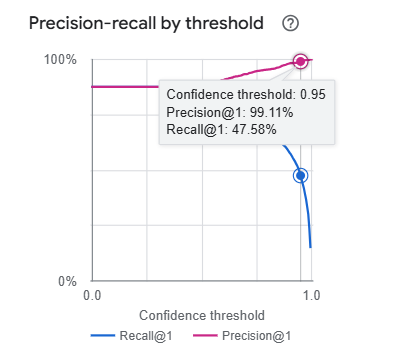 Precision-recall by threshold ?
100%
Confidence threshold: 0.95
Precision@1: 99.11%
Recall@1: 47.58%
0%
0.0 1.0
Confidence threshold
Recall@1 Precision@1